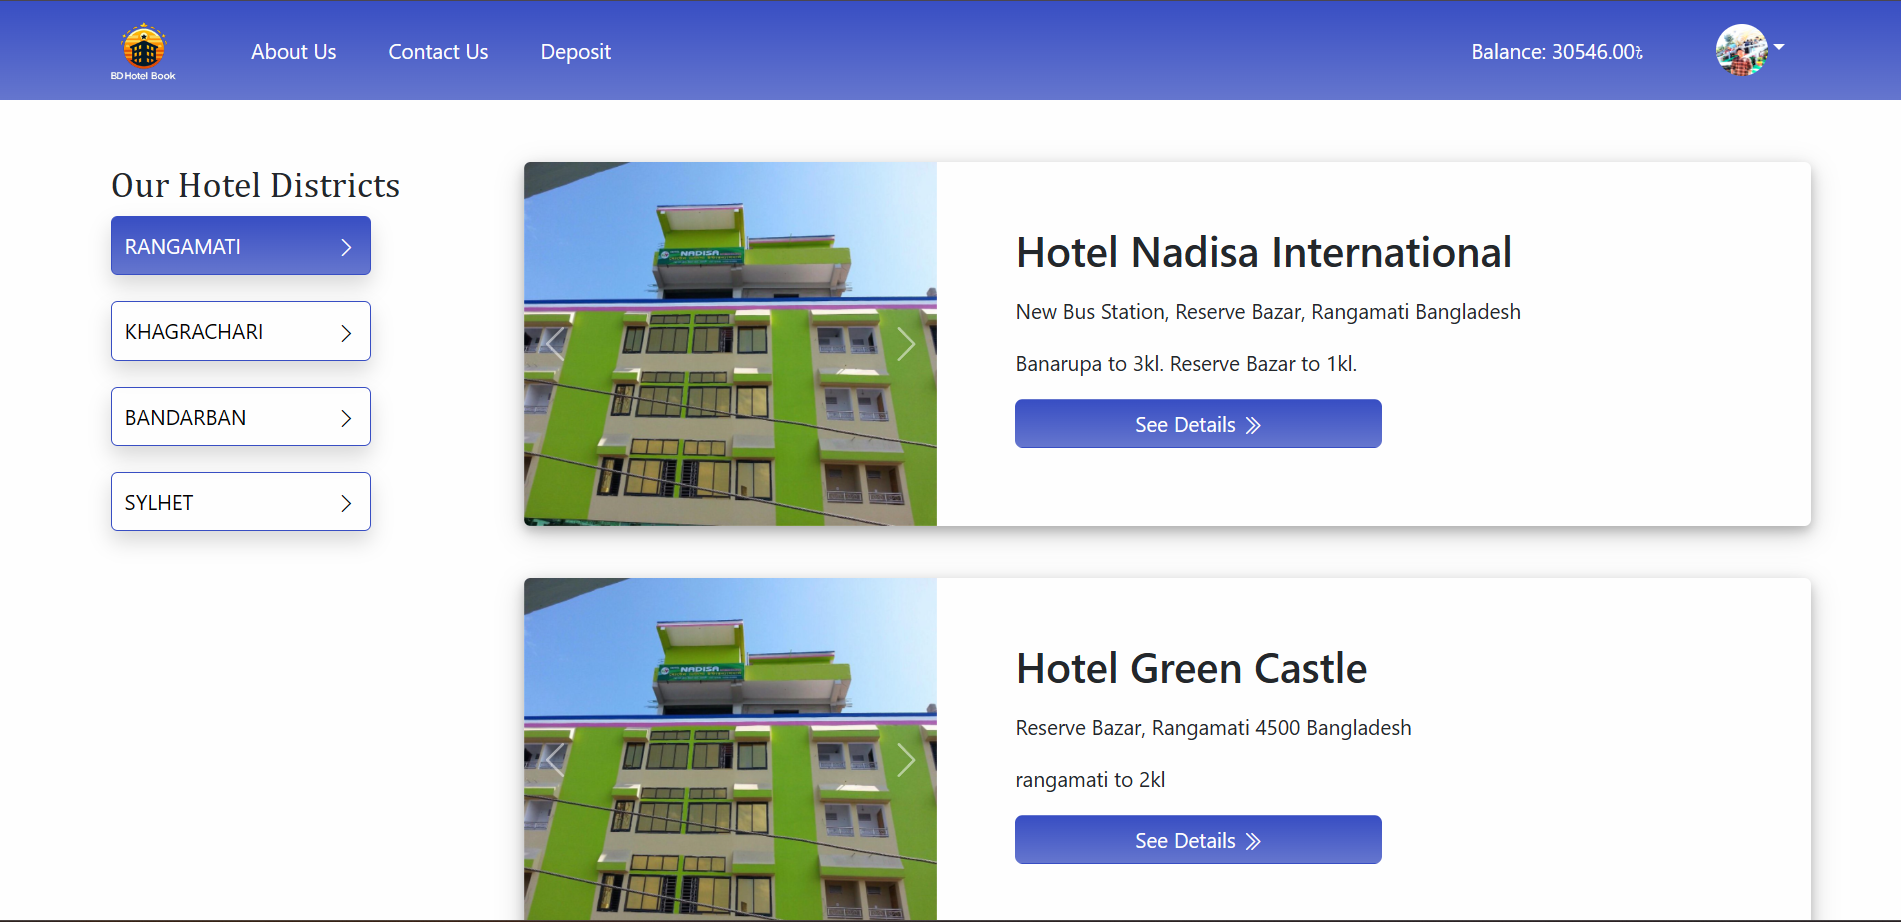 BD Hotel Book
About Us
Contact Us
Deposit
Balance: 30546.00৳
Our Hotel Districts
RANGAMATI
KHAGRACHARI
BANDARBAN
SYLHET
NADISA
Hotel Nadisa International
New Bus Station, Reserve Bazar, Rangamati Bangladesh
Banarupa to 3kl. Reserve Bazar to 1kl.
See Details
NADISA
Hotel Green Castle
Reserve Bazar, Rangamati 4500 Bangladesh
rangamati to 2kl
See Details